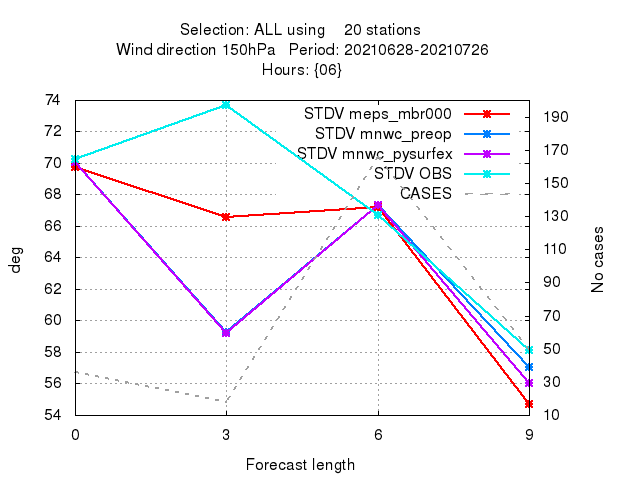 Selection: ALL using 20 stations
Wind direction 150hPa Period: 20210628-20210726
Hours: {06}
STDV meps_mbr000
STDV mnwc_preop
STDV mnwc_pysurfex
STDV OBS
CASES
74
72
70
68
66
64
62
60
58
56
54
190
170
150
130
110
90
70
50
30
10
0 3 6 9
deg
No cases
Forecast length